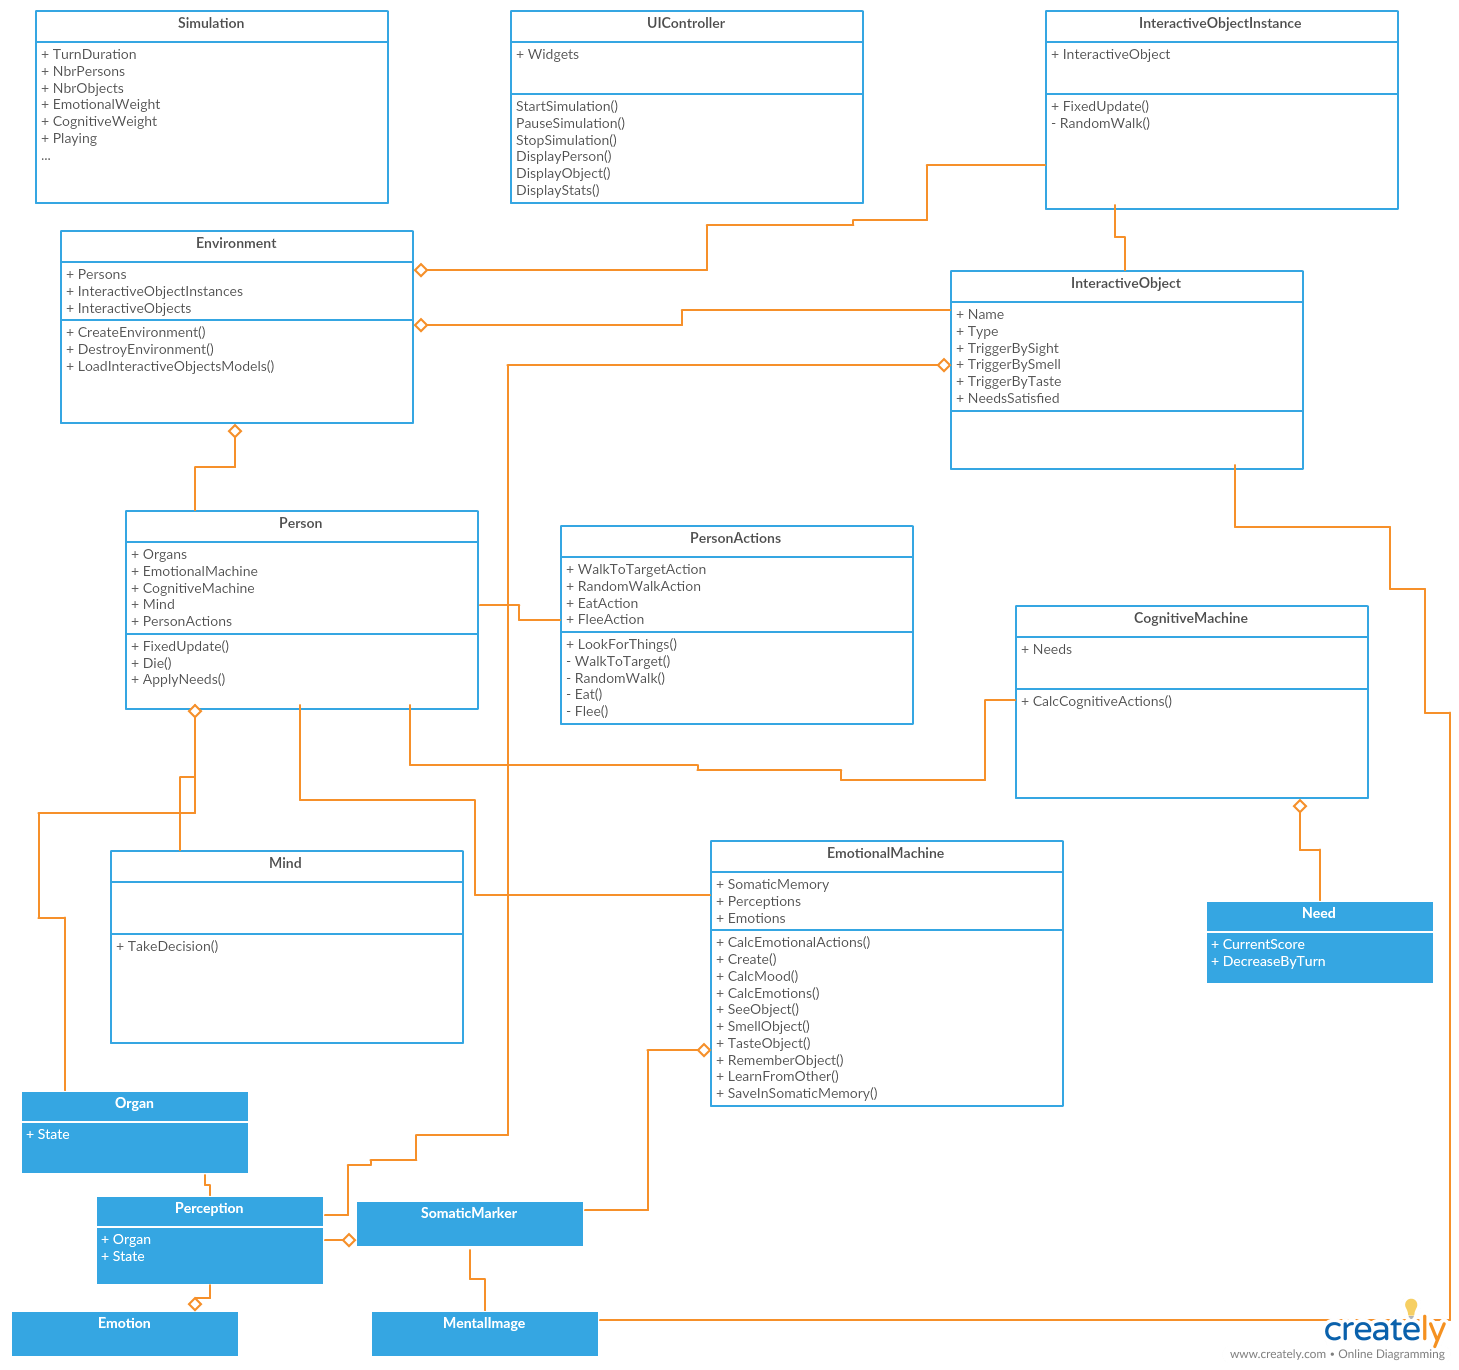 Simulation
+ TurnDuration
+ NbrPersons
+ NbrObjects
+ EmotionalWeight
+ CognitiveWeight
+ Playing
...
UIController
+ Widgets
StartSimulation()
PauseSimulation()
StopSimulation()
DisplayPerson()
DisplayObject()
DisplayStats()
InteractiveObjectInstance
+ InteractiveObject
+ FixedUpdate()
- RandomWalk()
Environment
+ Persons
+ InteractiveObjectInstances
+ InteractiveObjects
+ CreateEnvironment()
+ DestroyEnvironment()
+ LoadInteractiveObjectsModels()
InteractiveObject
+ Name
+ Type
+ TriggerBySight
+ TriggerBySmell
+ TriggerByTaste
+ NeedsSatisfied
Person
+ Organs
+ EmotionalMachine
+ CognitiveMachine
+ Mind
+ PersonActions
+ FixedUpdate()
+ Die()
+ ApplyNeeds()
PersonActions
+ WalkToTargetAction
+ RandomWalkAction
+ EatAction
+ FleeAction
+ LookForThings()
- WalkToTarget()
- RandomWalk()
- Eat()
- Flee()
CognitiveMachine
+ Needs
+ CalcCognitiveActions()
Mind
+ TakeDecision()
EmotionalMachine
+ SomaticMemory
+ Perceptions
+ Emotions
+ CalcEmotionalActions()
+ Create()
+ CalcMood()
+ CalcEmotions()
+ SeeObject()
+ SmellObject()
+ TasteObject()
+ RememberObject()
+ LearnFromOther()
+ SaveInSomaticMemory()
Need
+ CurrentScore
+ DecreaseByTurn
Organ
+ State
Perception
+ Organ
+ State
SomaticMarker
Emotion
MentalImage
creately
www.creately.com • Online Diagramming